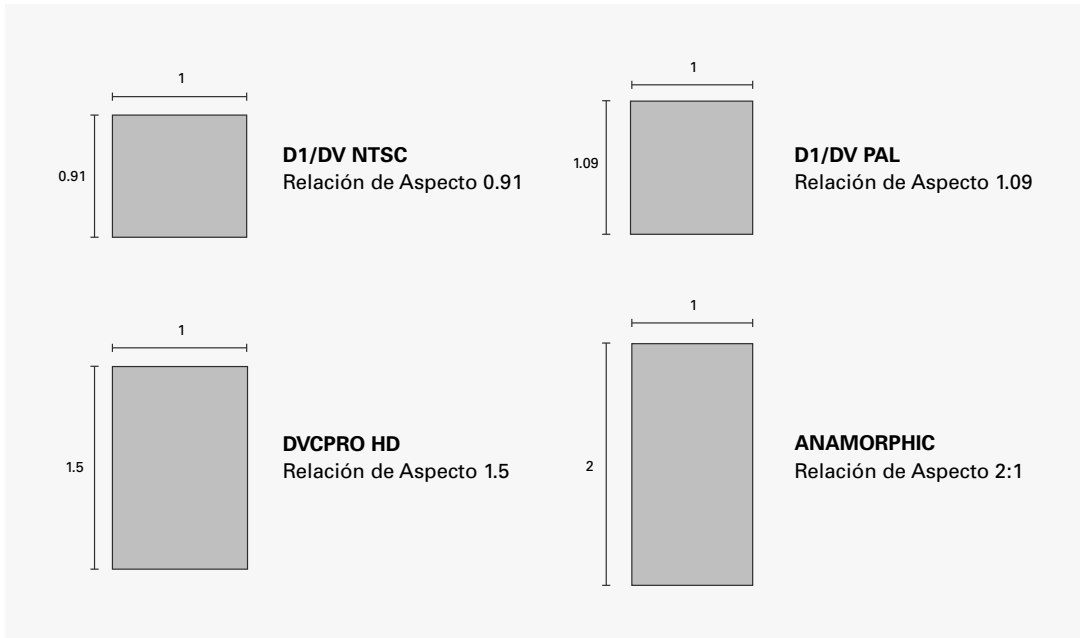 1
0.91
D1/DV NTSC
Relación de Aspecto 0.91
1
1.09
D1/DV PAL
Relación de Aspecto 1.09
1
1.5
DVCPRO HD
Relación de Aspecto 1.5
1
2
ANAMORPHIC
Relación de Aspecto 2:1